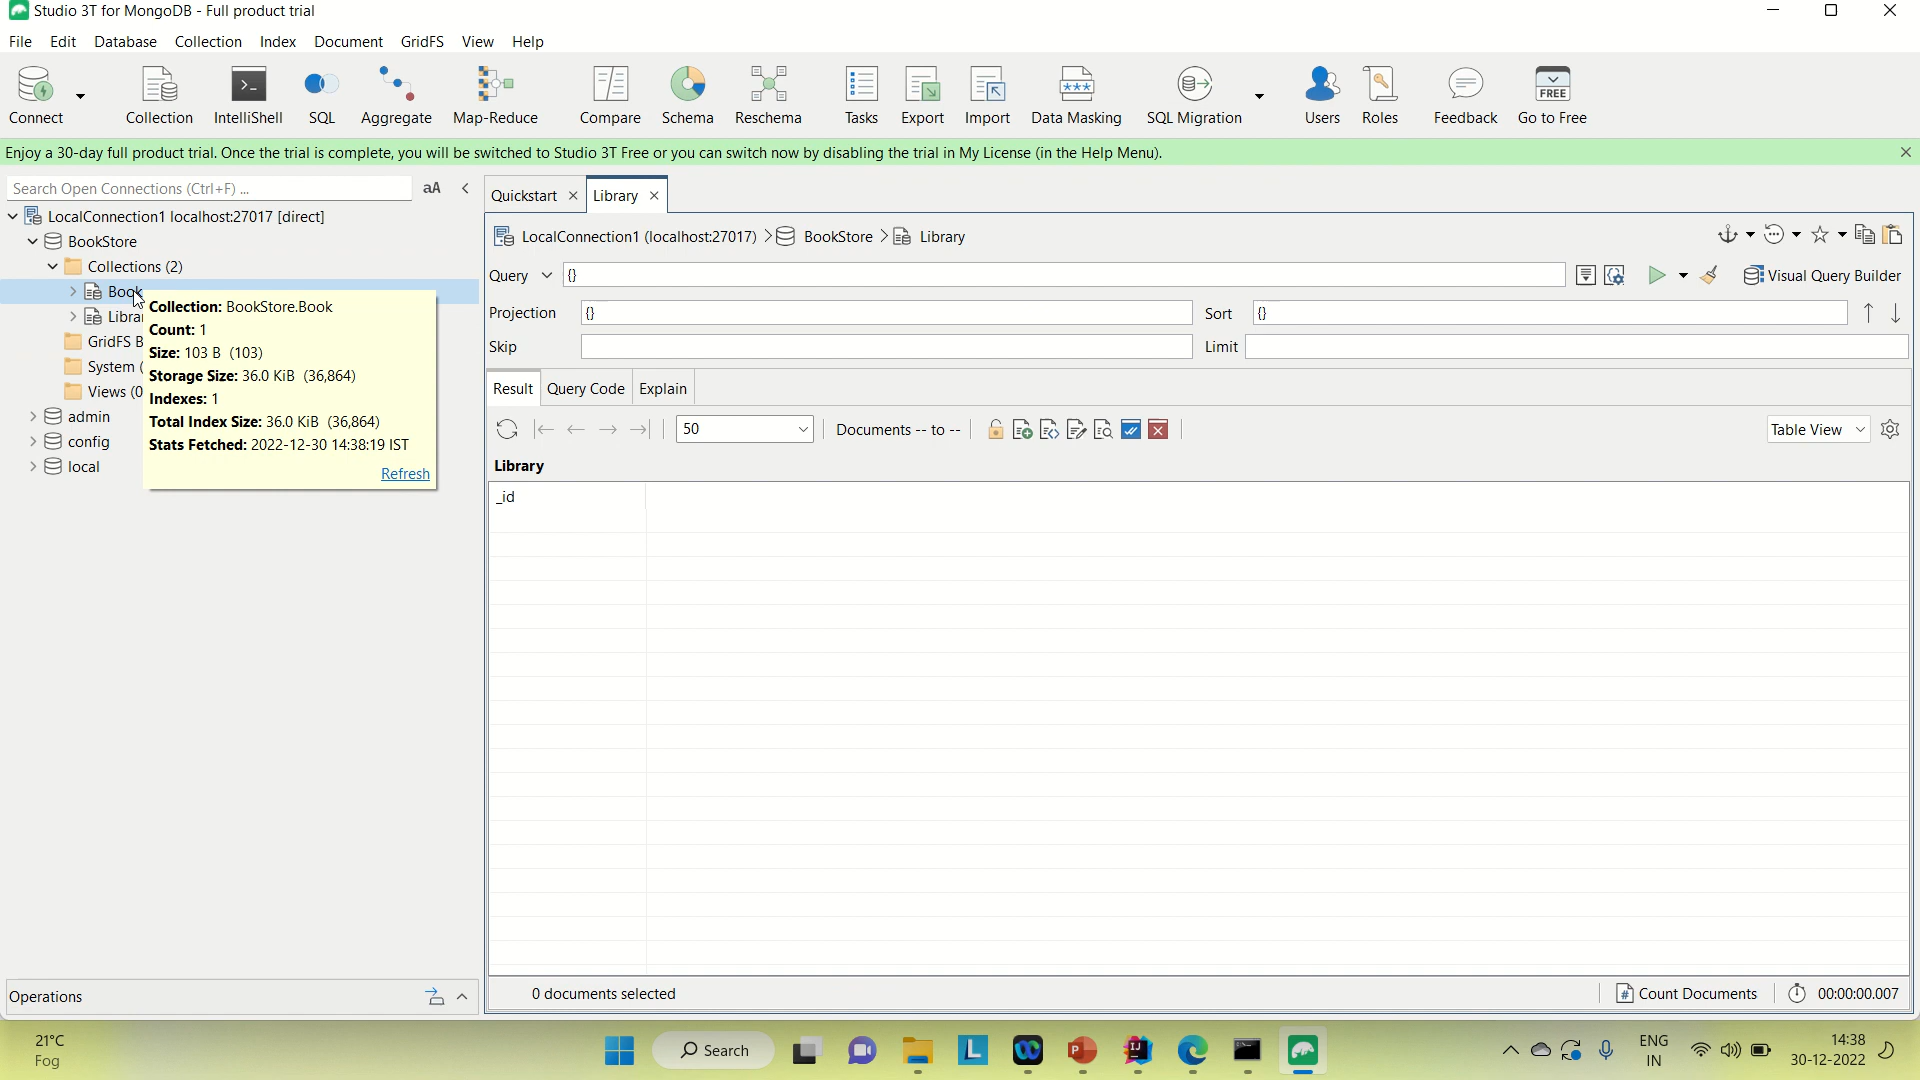 Studio 3T for MongoDB - Full product trial
File Edit Database Collection Index Document GridFS View Help
Connect Collection IntelliShell SQL Aggregate Map-Reduce Compare Schema Reschema Tasks Export Import Data Masking SQL Migration Users Roles Feedback Go to Free
Enjoy a 30-day full product trial. Once the trial is complete, you will be switched to Studio 3T Free or you can switch now by disabling the trial in My License (in the Help Menu).
Search Open Connections (Ctrl+F) ... aA
LocalConnection1 localhost:27017 [direct]
BookStore
Collections (2)
Book
Librar
GridFS B
System (
Views (0
admin
config
local
Collection: BookStore.Book
Count: 1
Size: 103 B (103)
Storage Size: 36.0 KiB (36,864)
Indexes: 1
Total Index Size: 36.0 KiB (36,864)
Stats Fetched: 2022-12-30 14:38:19 IST
Refresh
Operations
Quickstart Library
LocalConnection1 (localhost:27017) > BookStore > Library
Query {} Visual Query Builder
Projection {} Sort {}
Skip Limit
Result Query Code Explain
50 Documents -- to -- Table View
Library
_id
0 documents selected Count Documents 00:00:00.007
21°C
Fog
Search
ENG
IN
14:38
30-12-2022